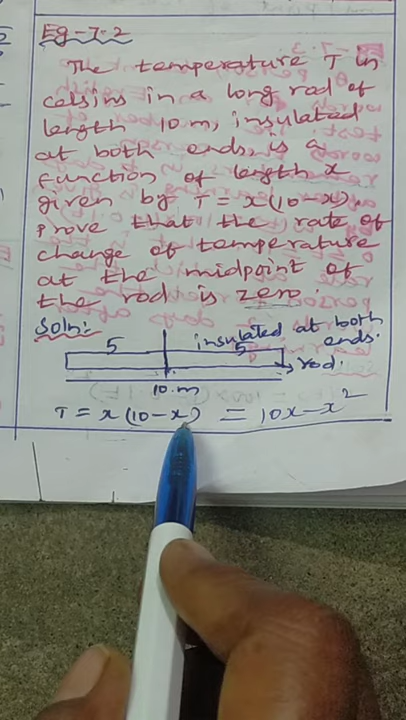 Eg-7.2
The temperature T in
celsius in a long rod of
length 10 m, insulated
at both ends, is a
function of length x
given by T = x(10-x).
Prove that the rate of
change of temperature
at the midpoint of
the rod is zero.
Soln:
insulated at both
ends.
5 5
rod.
10 m
T = x (10-x) = 10x-x²